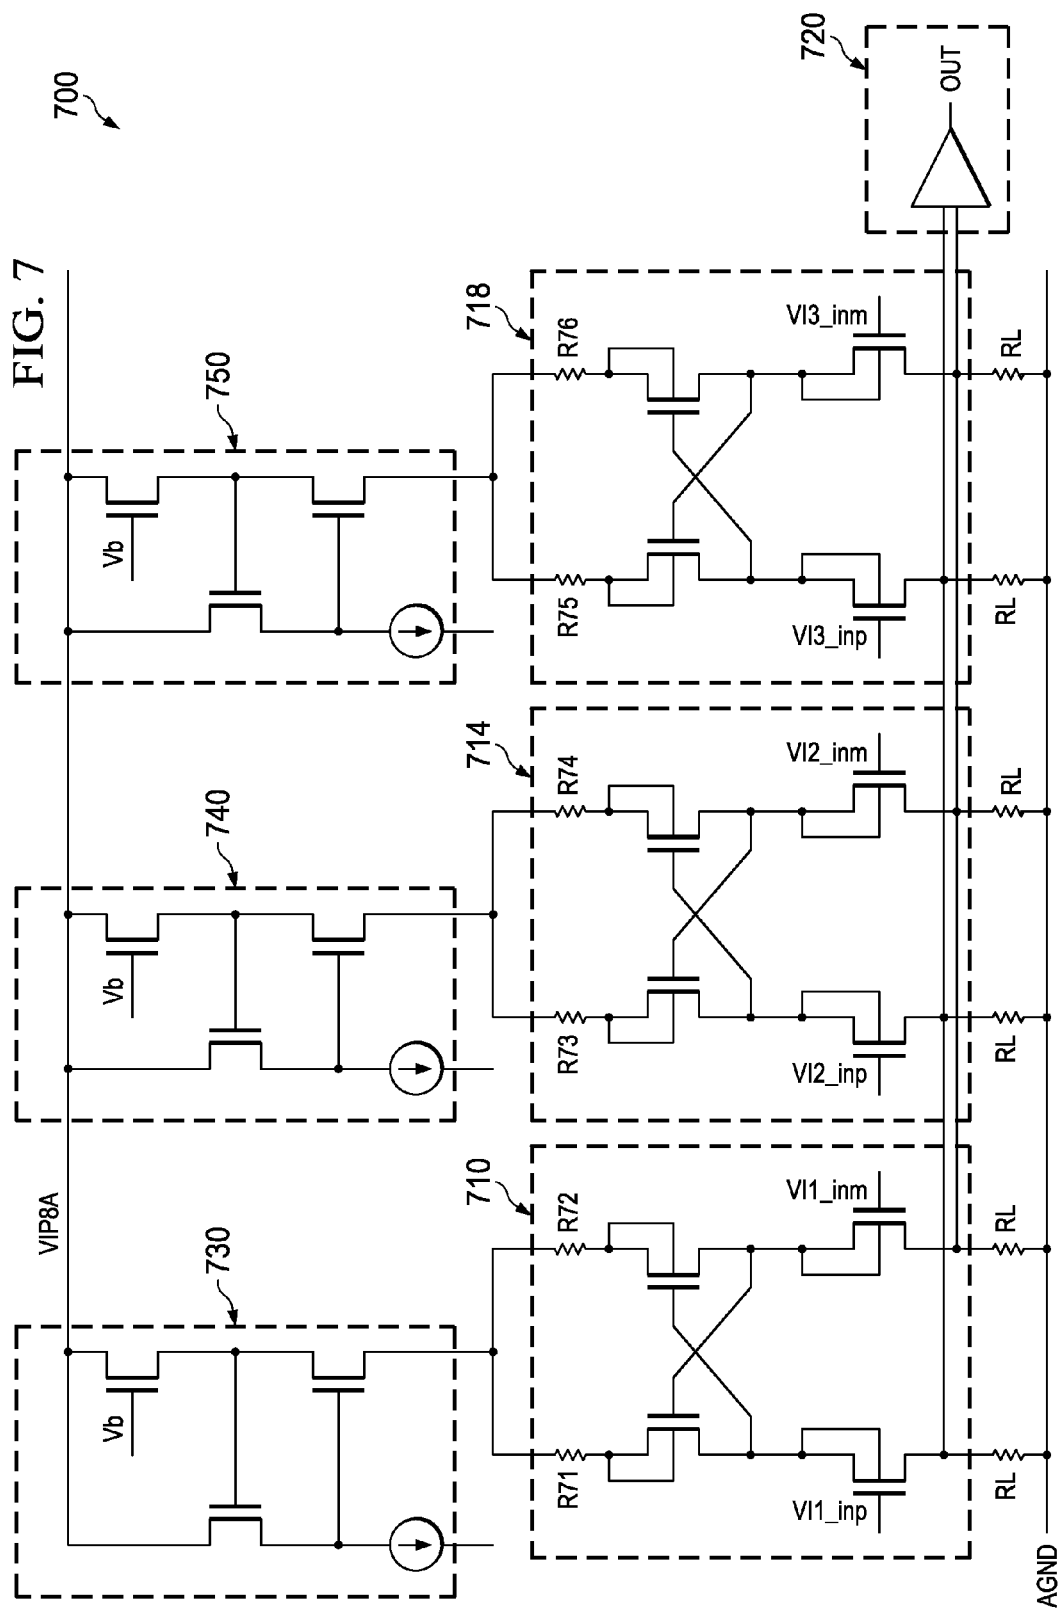 FIG. 7
700
VIP8A
730
740
750
Vb
Vb
Vb
710
714
718
720
R71
R72
R73
R74
R75
R76
VI1_inp
VI1_inm
VI2_inp
VI2_inm
VI3_inp
VI3_inm
OUT
RL
RL
RL
RL
RL
RL
AGND